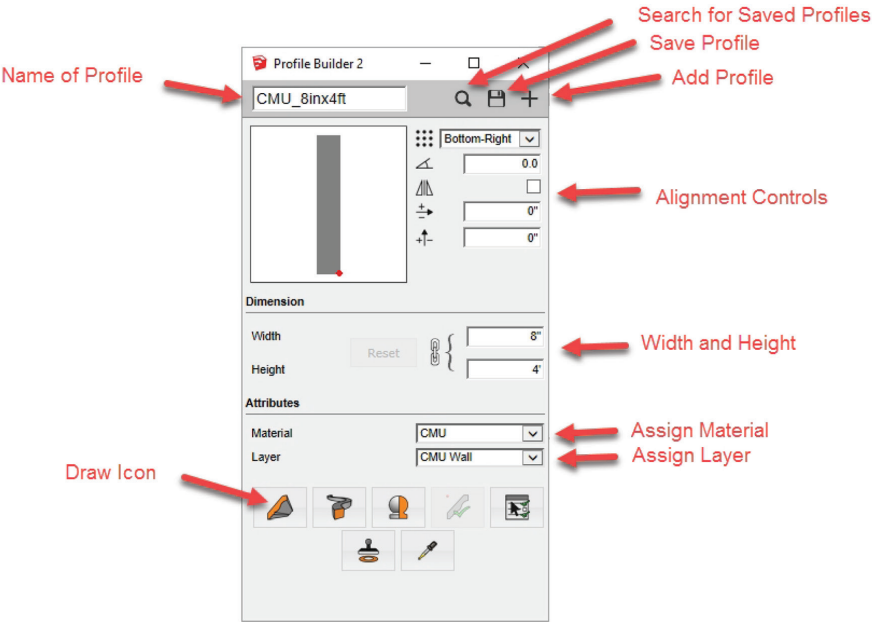 Search for Saved Profiles
Save Profile
Profile Builder 2
Name of Profile
Add Profile
CMU_8inx4ft
Bottom-Right
0.0
Alignment Controls
0"
0"
Dimension
Width
8"
Width and Height
Reset
Height
4'
Attributes
Material
CMU
Assign Material
Layer
CMU Wall
Assign Layer
Draw Icon